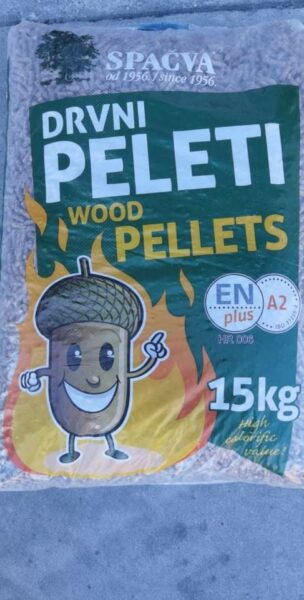 SPAČVA
od 1956. / since 1956.
DRVNI
PELETI
WOOD
PELLETS
EN
plus
A2
HR 006
15kg
High
calorific
value!